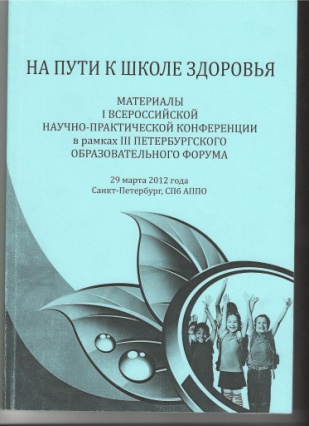 НА ПУТИ К ШКОЛЕ ЗДОРОВЬЯ
МАТЕРИАЛЫ
I ВСЕРОССИЙСКОЙ
НАУЧНО-ПРАКТИЧЕСКОЙ КОНФЕРЕНЦИИ
в рамках III ПЕТЕРБУРГСКОГО
ОБРАЗОВАТЕЛЬНОГО ФОРУМА
29 марта 2012 года
Санкт-Петербург, СПб АППО